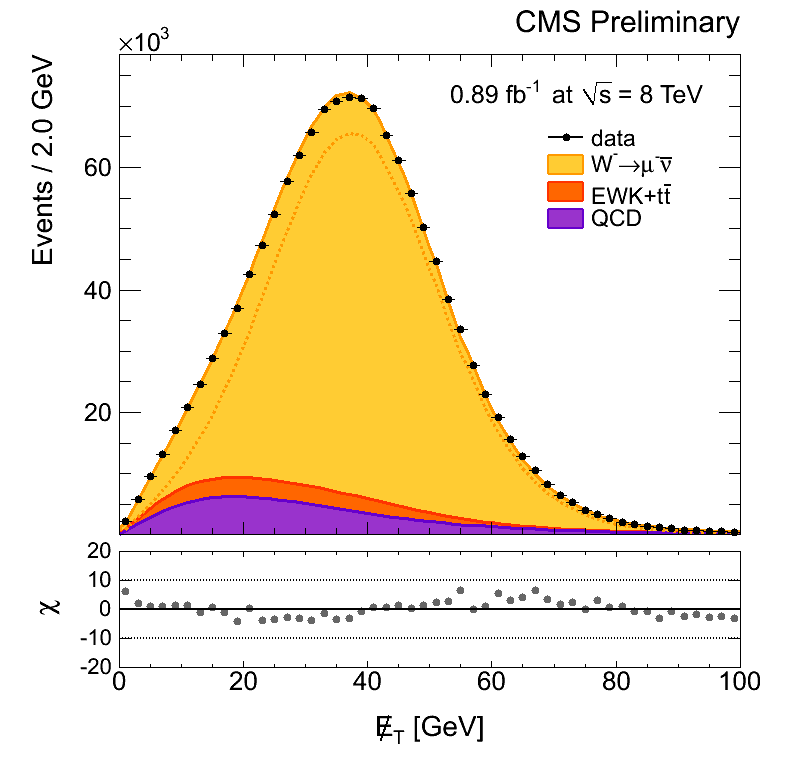 CMS Preliminary
×10³
0.89 fb⁻¹ at √s = 8 TeV
data
W⁻→μ⁻ν̅
EWK+tt̅
QCD
Events / 2.0 GeV
60
40
20
20
10
0
-10
-20
χ
0 20 40 60 80 100
E̸_T [GeV]